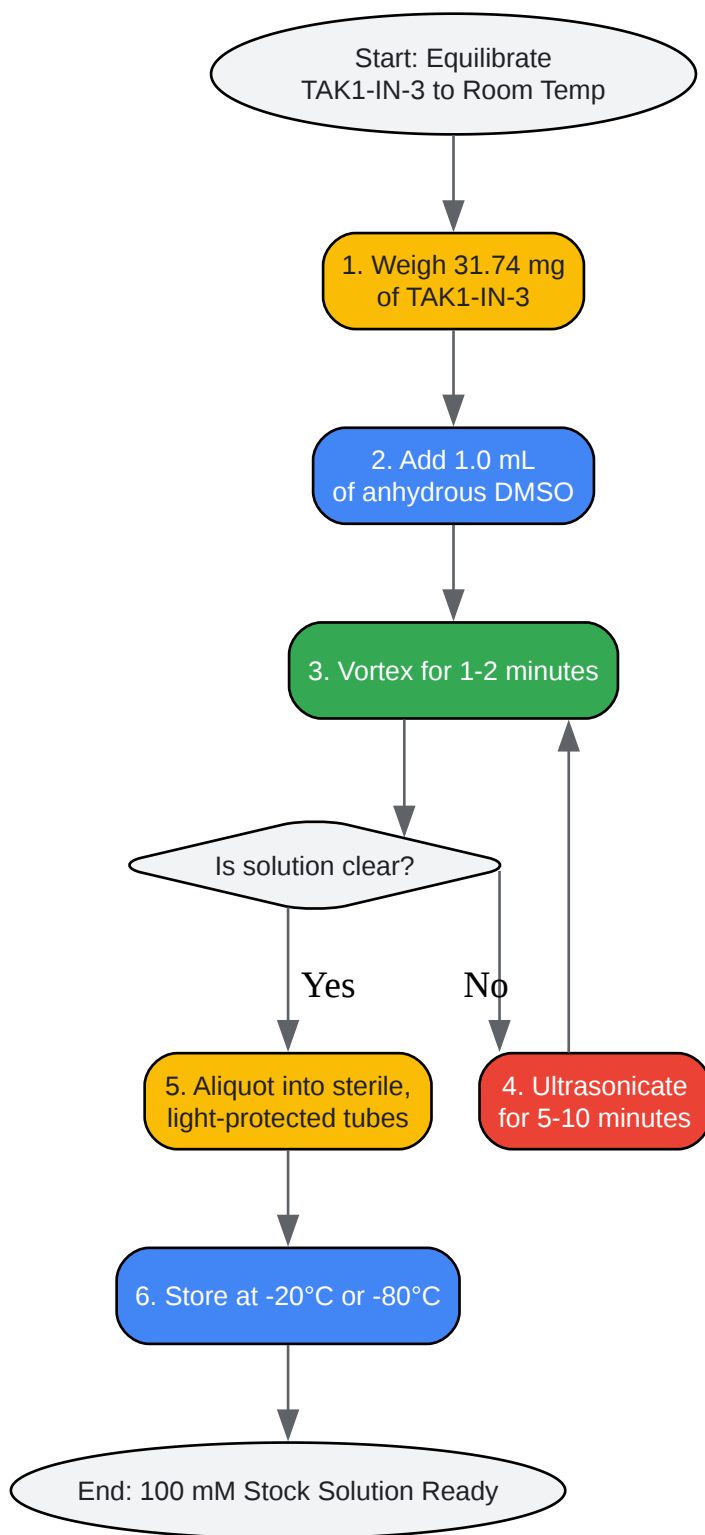 Start: Equilibrate
TAK1-IN-3 to Room Temp
1. Weigh 31.74 mg
of TAK1-IN-3
2. Add 1.0 mL
of anhydrous DMSO
3. Vortex for 1-2 minutes
Is solution clear?
Yes
No
5. Aliquot into sterile,
light-protected tubes
4. Ultrasonicate
for 5-10 minutes
6. Store at -20°C or -80°C
End: 100 mM Stock Solution Ready